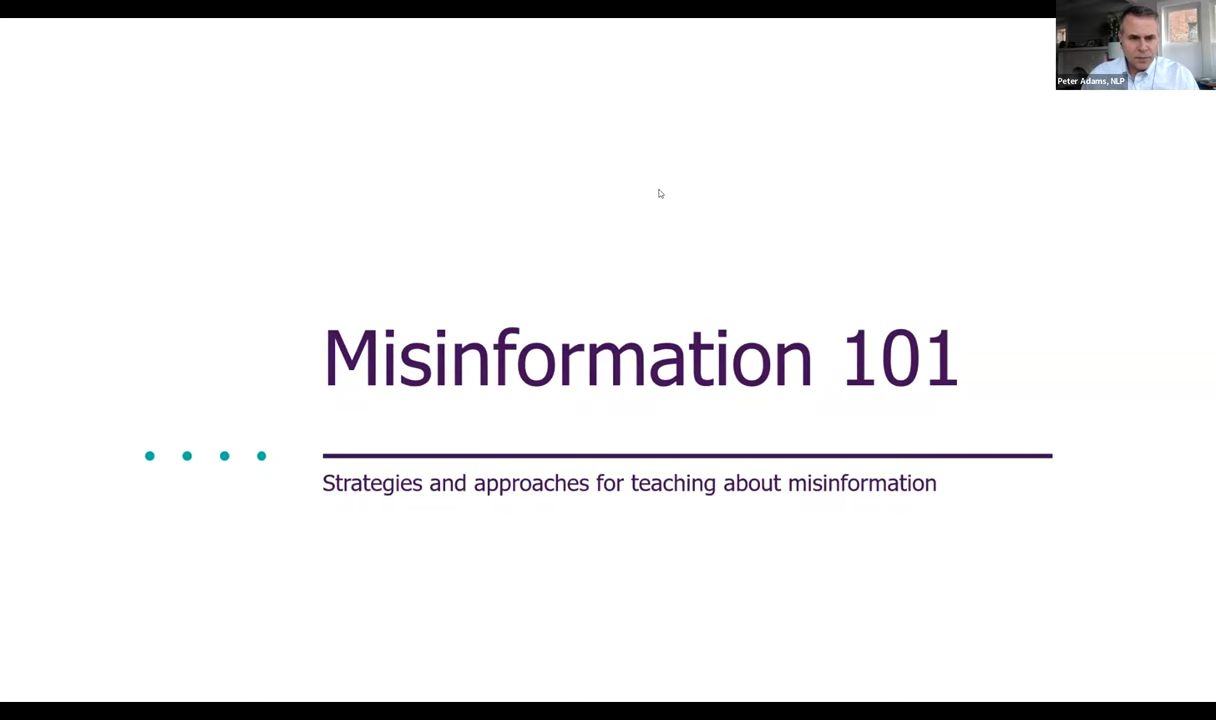 Peter Adams, NLP
Misinformation 101
Strategies and approaches for teaching about misinformation